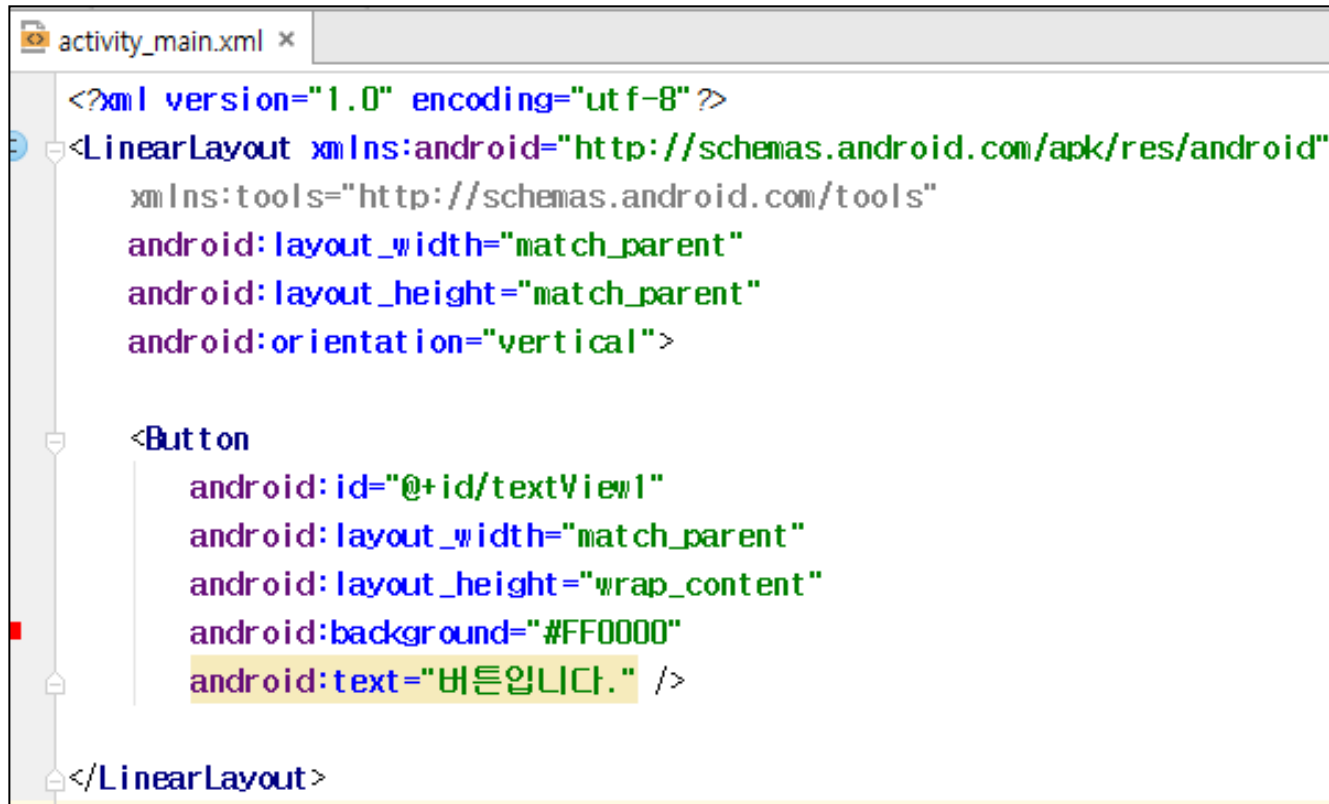 activity_main.xml ×
<?xml version="1.0" encoding="utf-8"?>
<LinearLayout xmlns:android="http://schemas.android.com/apk/res/android"
xmlns:tools="http://schemas.android.com/tools"
android:layout_width="match_parent"
android:layout_height="match_parent"
android:orientation="vertical">
<Button
android:id="@+id/textView1"
android:layout_width="match_parent"
android:layout_height="wrap_content"
android:background="#FF0000"
android:text="버튼입니다." />
</LinearLayout>